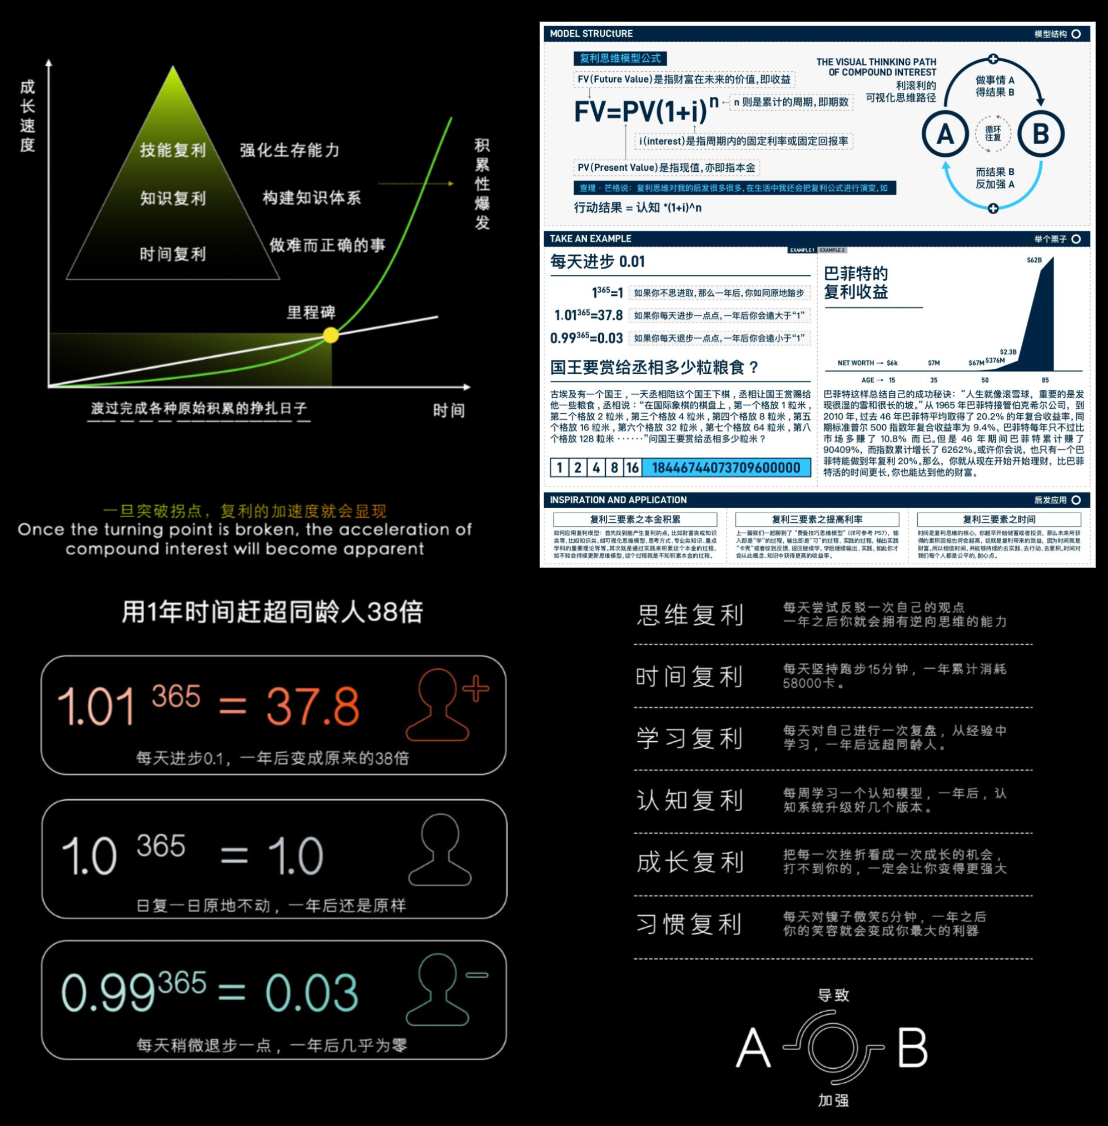 成长速度
技能复利
强化生存能力
知识复利
构建知识体系
时间复利
做难而正确的事
积累性爆发
里程碑
渡过完成各种原始积累的挣扎日子
时间
一旦突破拐点，复利的加速度就会显现
Once the turning point is broken, the acceleration of
compound interest will become apparent
MODEL STRUCtURE
模型结构
复利思维模型公式
FV(Future Value)是指财富在未来的价值,即收益
FV=PV(1+i)n
n 则是累计的周期,即期数
i(interest)是指周期内的固定利率或固定回报率
PV(Present Value)是指现值,亦即指本金
查理·芒格说：复利思维对我的启发很多很多,在生活中我还会把复利公式进行演变, 如
行动结果 = 认知 *(1+i)^n
THE VISUAL THINKING PATH
OF COMPOUND INTEREST
利滚利的
可视化思维路径
做事情 A
得结果 B
A
循环
往复
B
而结果 B
反加强 A
TAKE AN EXAMPLE
举个栗子
EXAMPLE 1
EXAMPLE 2
每天进步 0.01
1365=1
如果你不思进取,那么一年后,你如同原地踏步
1.01365=37.8
如果你每天进步一点点,一年后你会遠大于“1”
0.99365=0.03
如果你每天退步一点点,一年后你会遠小于“1”
国王要赏给丞相多少粒粮食？
古埃及有一个国王，一天丞相陪这个国王下棋，丞相让国王赏赐给
他一些粮食，丞相说：“在国际象棋的棋盘上，第一个格放 1 粒米，
第二个格放 2 粒米，第三个格放 4 粒米，第四个格放 8 粒米，第五
个格放 16 粒米，第六个格放 32 粒米，第七个格放 64 粒米，第八
个格放 128 粒米 ······”问国王要赏给丞相多少粒米？
1 2 4 8 16 18446744073709600000
巴菲特的
复利收益
$62B
$2.3B
NET WORTH → $6k $7M $67M $376M
AGE → 15 35 50 85
巴菲特这样总结自己的成功秘诀：“人生就像滚雪球，重要的是发
现很湿的雪和很长的坡。”从 1965 年巴菲特接管伯克希尔公司，到
2010 年，过去 46 年巴菲特平均取得了 20.2% 的年复合收益率，同
期标准普尔 500 指数年复合收益率为 9.4%，巴菲特每年只不过比
市场多赚了 10.8% 而已。但是 46 年期间巴菲特累计赚了
90409%，而指数累计增长了 6262%。或许你会说，也只有一个巴
菲特能做到年复利 20%。那么，你就从现在开始开始理财，比巴菲
特活的时间更长，你也能达到他的财富。
INSPIRATION AND APPLICATION
启发应用
复利三要素之本金积累
复利三要素之提高利率
复利三要素之时间
用1年时间赶超同龄人38倍
1.01 365 = 37.8
每天进步0.1，一年后变成原来的38倍
1.0 365 = 1.0
日复一日原地不动，一年后还是原样
0.99365 = 0.03
每天稍微退步一点，一年后几乎为零
思维复利
每天尝试反驳一次自己的观点
一年之后你就会拥有逆向思维的能力
时间复利
每天坚持跑步15分钟，一年累计消耗
58000卡。
学习复利
每天对自己进行一次复盘，从经验中
学习，一年后远超同龄人。
认知复利
每周学习一个认知模型，一年后，认
知系统升级好几个版本。
成长复利
把每一次挫折看成一次成长的机会，
打不到你的，一定会让你变得更强大
习惯复利
每天对镜子微笑5分钟，一年之后
你的笑容就会变成你最大的利器
导致
A
B
加强